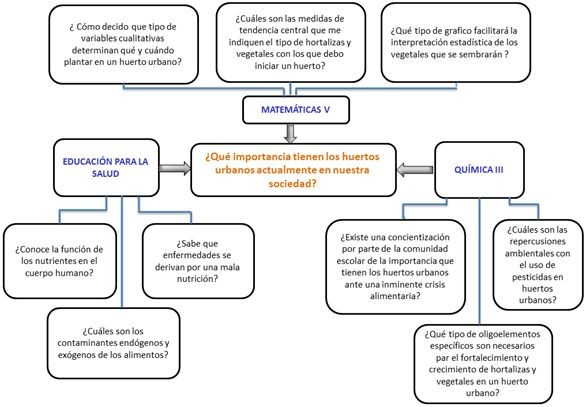 ¿ Cómo decido que tipo de
variables cualitativas
determinan qué y cuándo
plantar en un huerto urbano?
¿Cuáles son las medidas de
tendencia central que me
indiquen el tipo de hortalizas y
vegetales con los que debo
iniciar un huerto?
¿Qué tipo de grafico facilitará la
interpretación estadística de los
vegetales que se sembrarán ?
MATEMÁTICAS V
EDUCACIÓN PARA LA
SALUD
¿Qué importancia tienen los huertos
urbanos actualmente en nuestra
sociedad?
QUÍMICA III
¿Conoce la función de
los nutrientes en el
cuerpo humano?
¿Sabe que
enfermedades se
derivan por una mala
nutrición?
¿Existe una concientización
por parte de la comunidad
escolar de la importancia que
tienen los huertos urbanos
ante una inminente crisis
alimentaria?
¿Cuáles son las
repercusiones
ambientales con
el uso de
pesticidas en
huertos
urbanos?
¿Cuáles son los
contaminantes endógenos y
exógenos de los alimentos?
¿Qué tipo de oligoelementos
específicos son necesarios
par el fortalecimiento y
crecimiento de hortalizas y
vegetales en un huerto
urbano?